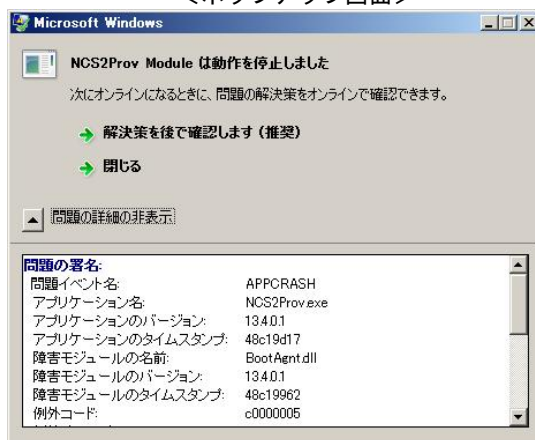 ＜ポップアップ画面＞
Microsoft Windows
NCS2Prov Module は動作を停止しました
次にオンラインになるときに、問題の解決策をオンラインで確認できます。
解決策を後で確認します (推奨)
閉じる
問題の詳細の非表示
問題の署名:
問題イベント名: APPCRASH
アプリケーション名: NCS2Prov.exe
アプリケーションのバージョン: 13.4.0.1
アプリケーションのタイムスタンプ: 48c19d17
障害モジュールの名前: BootAgnt.dll
障害モジュールのバージョン: 13.4.0.1
障害モジュールのタイムスタンプ: 48c19962
例外コード: c0000005